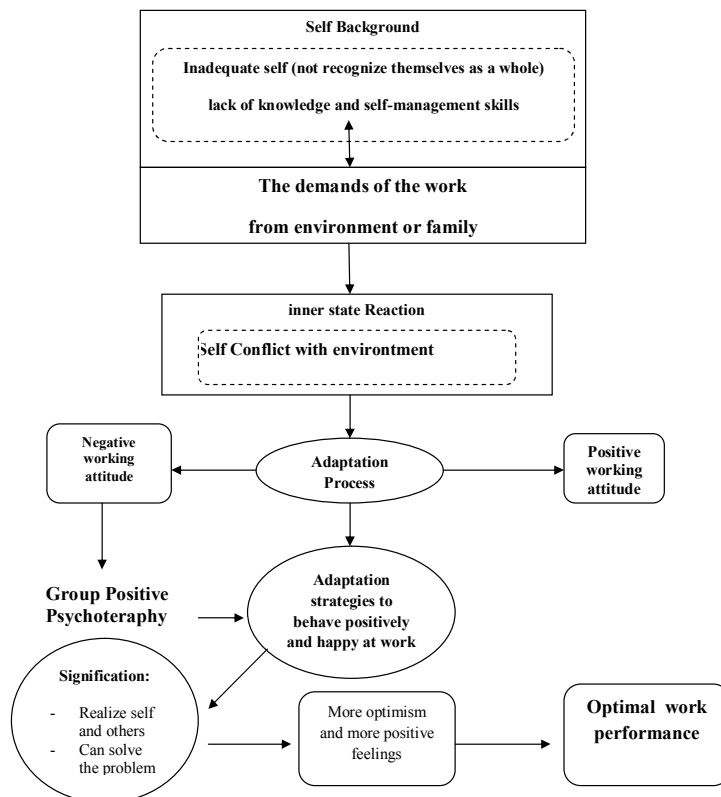 Self Background
Inadequate self (not recognize themselves as a whole)
lack of knowledge and self-management skills
The demands of the work
from environment or family
inner state Reaction
Self Conflict with environtment
Negative
working
attitude
Adaptation
Process
Positive
working
attitude
Group Positive
Psychoteraphy
Adaptation
strategies to
behave positively
and happy at work
Signification:
- Realize self
and others
- Can solve
the problem
More optimism
and more positive
feelings
Optimal work
performance